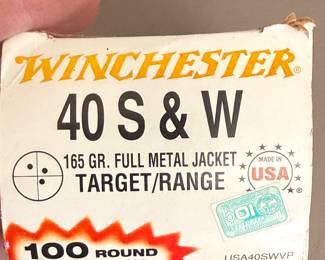 WINCHESTER®
40 S & W
165 GR. FULL METAL JACKET
TARGET/RANGE
MADE IN
USA
100 ROUND
USA40SWVP